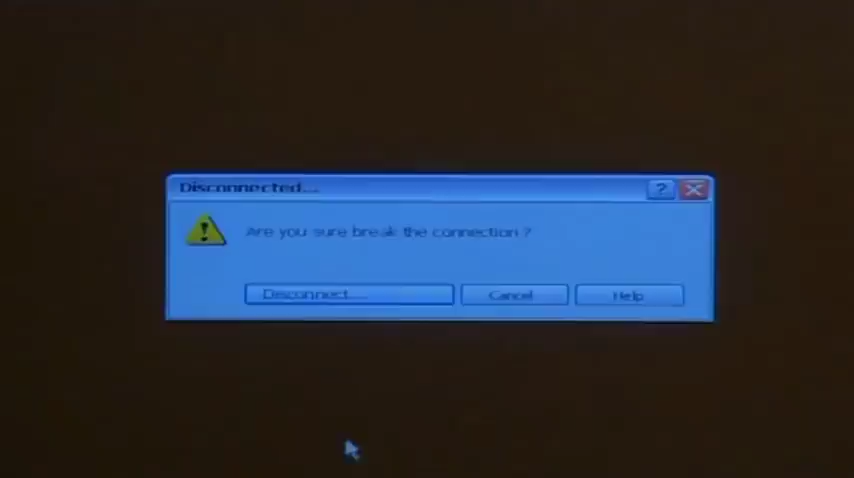 Disconnected...
?
Are you sure break the connection ?
Disconnect...
Cancel
Help